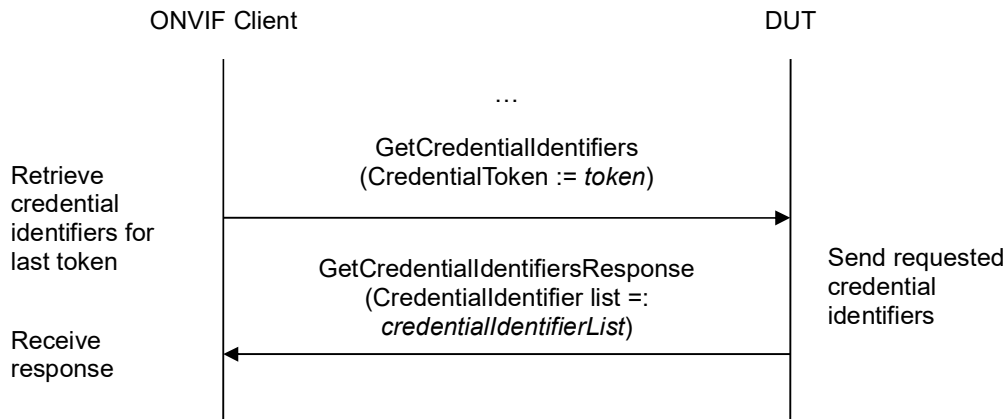 ONVIF Client
DUT
…
GetCredentialIdentifiers
(CredentialToken := token)
Retrieve
credential
identifiers for
last token
GetCredentialIdentifiersResponse
(CredentialIdentifier list =:
credentialIdentifierList)
Send requested
credential
identifiers
Receive
response